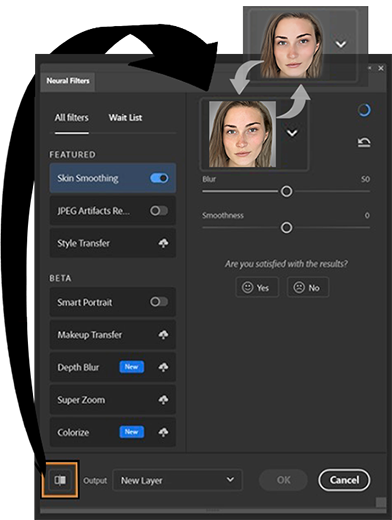 Neural Filters
All filters Wait List
FEATURED
Skin Smoothing
JPEG Artifacts Re...
Style Transfer
BETA
Smart Portrait
Makeup Transfer
Depth Blur New
Super Zoom
Colorize New
Blur 50
Smoothness 0
Are you satisfied with the results?
Yes No
Output New Layer OK Cancel